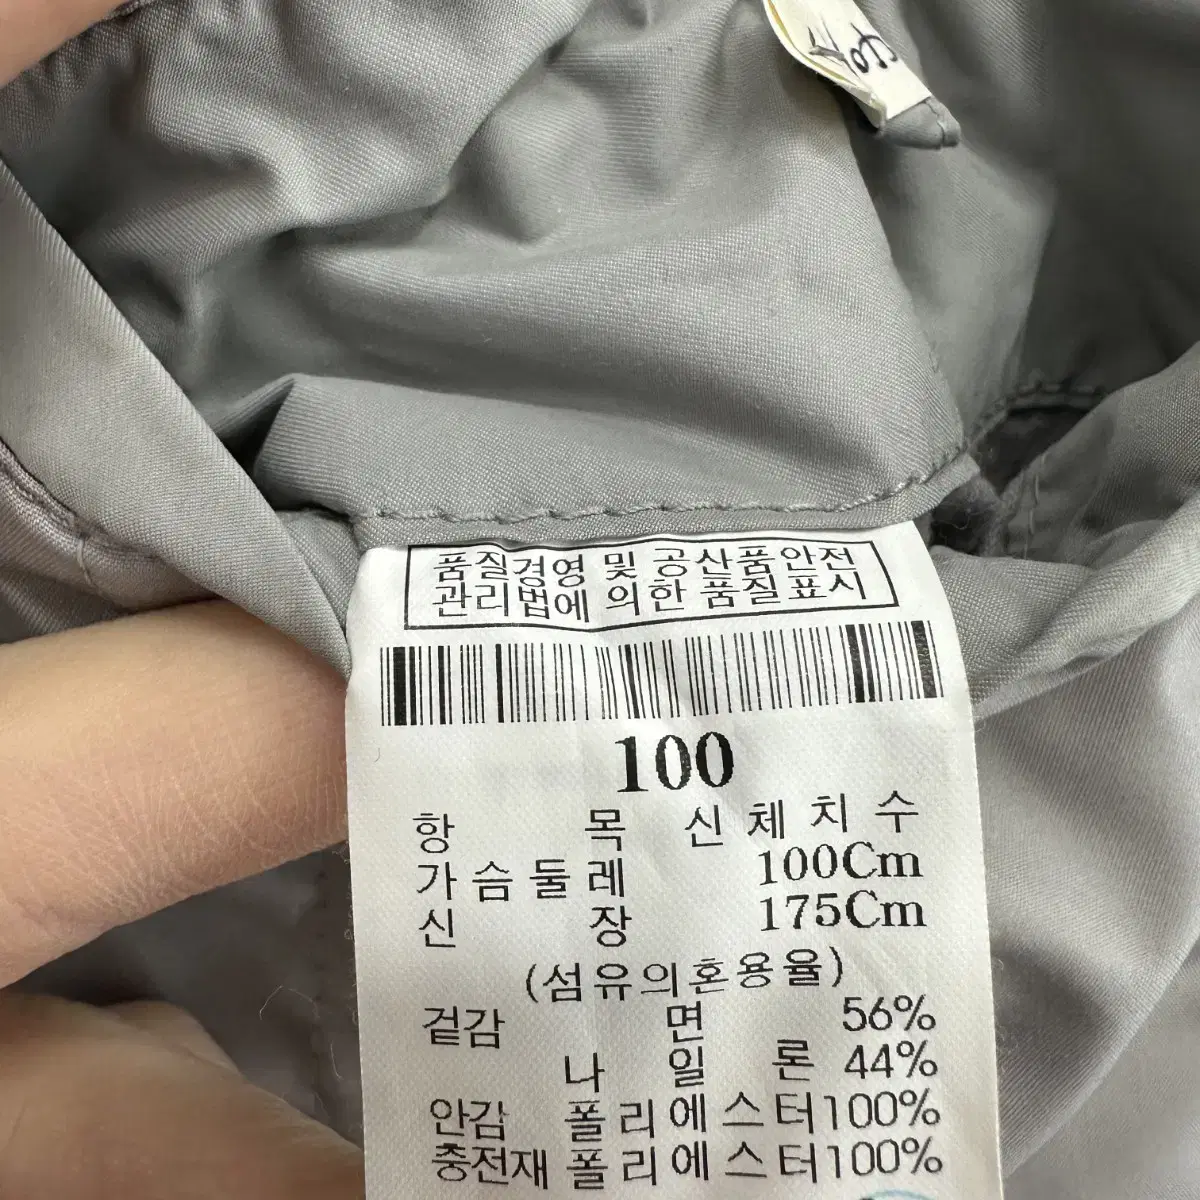 품질경영 및 공산품안전
관리법에 의한 품질표시
100
항 목 신체치수
가슴둘레 100Cm
신 장 175Cm
(섬유의혼용율)
겉감 면 56%
나일론 44%
안감 폴리에스터100%
충전재 폴리에스터100%